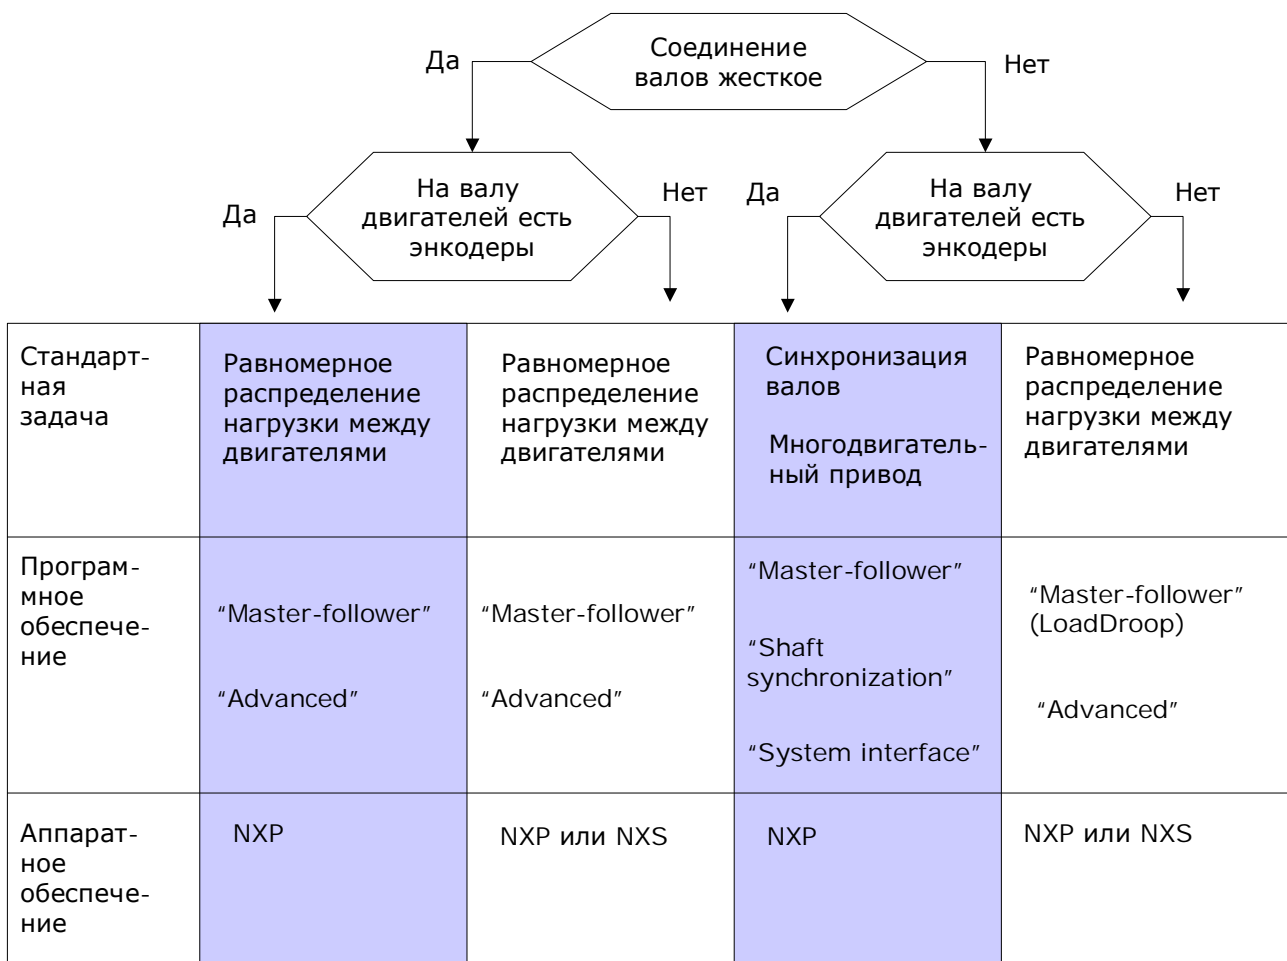 Соединение
валов жесткое
Да
Нет
На валу
двигателей есть
энкодеры
Да
Нет
На валу
двигателей есть
энкодеры
Да
Нет
Стандарт-
ная
задача
Равномерное
распределение
нагрузки между
двигателями
Равномерное
распределение
нагрузки между
двигателями
Синхронизация
валов
Многодвигатель-
ный привод
Равномерное
распределение
нагрузки между
двигателями
Програм-
мное
обеспече-
ние
“Master-follower”
“Advanced”
“Master-follower”
“Advanced”
“Master-follower”
“Shaft
synchronization”
“System interface”
“Master-follower”
(LoadDroop)
“Advanced”
Аппарат-
ное
обеспече-
ние
NXP
NXP или NXS
NXP
NXP или NXS